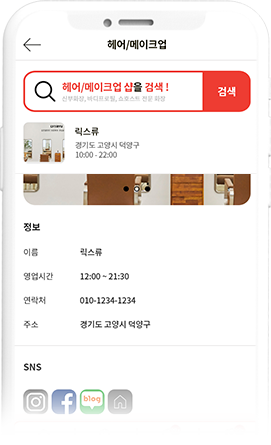 헤어/메이크업
헤어/메이크업 샵을 검색 !
신부화장, 바디프로필, 쇼호스트 전문 화장
검색
릭스류
경기도 고양시 덕양구
10:00 - 22:00
정보
이름 릭스류
영업시간 12:00 ~ 21:30
연락처 010-1234-1234
주소 경기도 고양시 덕양구
SNS
blog